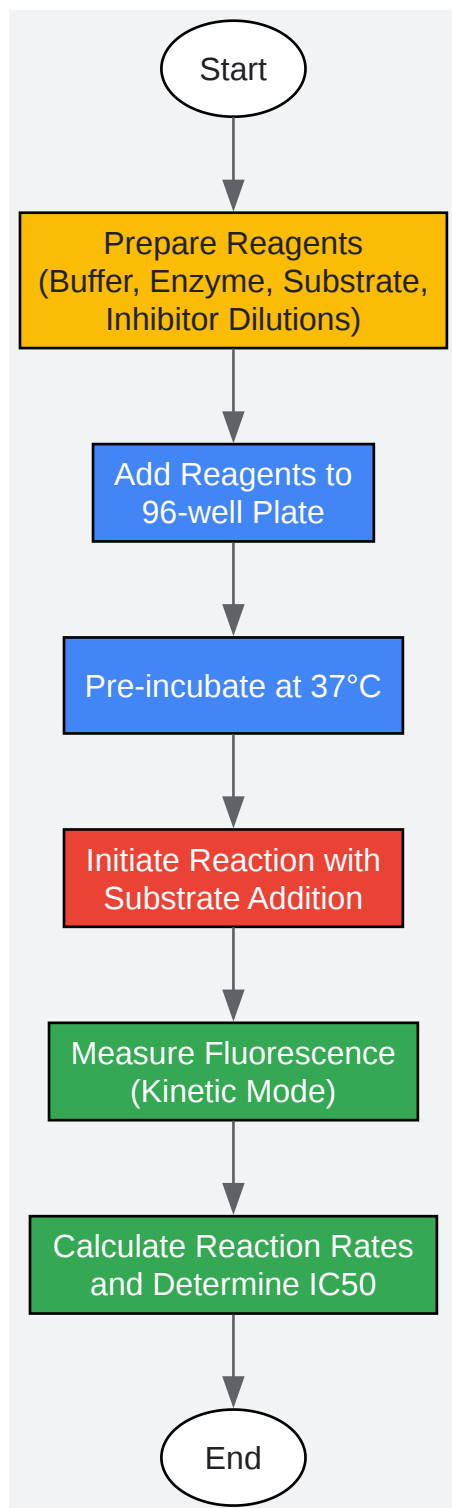 Start
Prepare Reagents
(Buffer, Enzyme, Substrate,
Inhibitor Dilutions)
Add Reagents to
96-well Plate
Pre-incubate at 37°C
Initiate Reaction with
Substrate Addition
Measure Fluorescence
(Kinetic Mode)
Calculate Reaction Rates
and Determine IC50
End